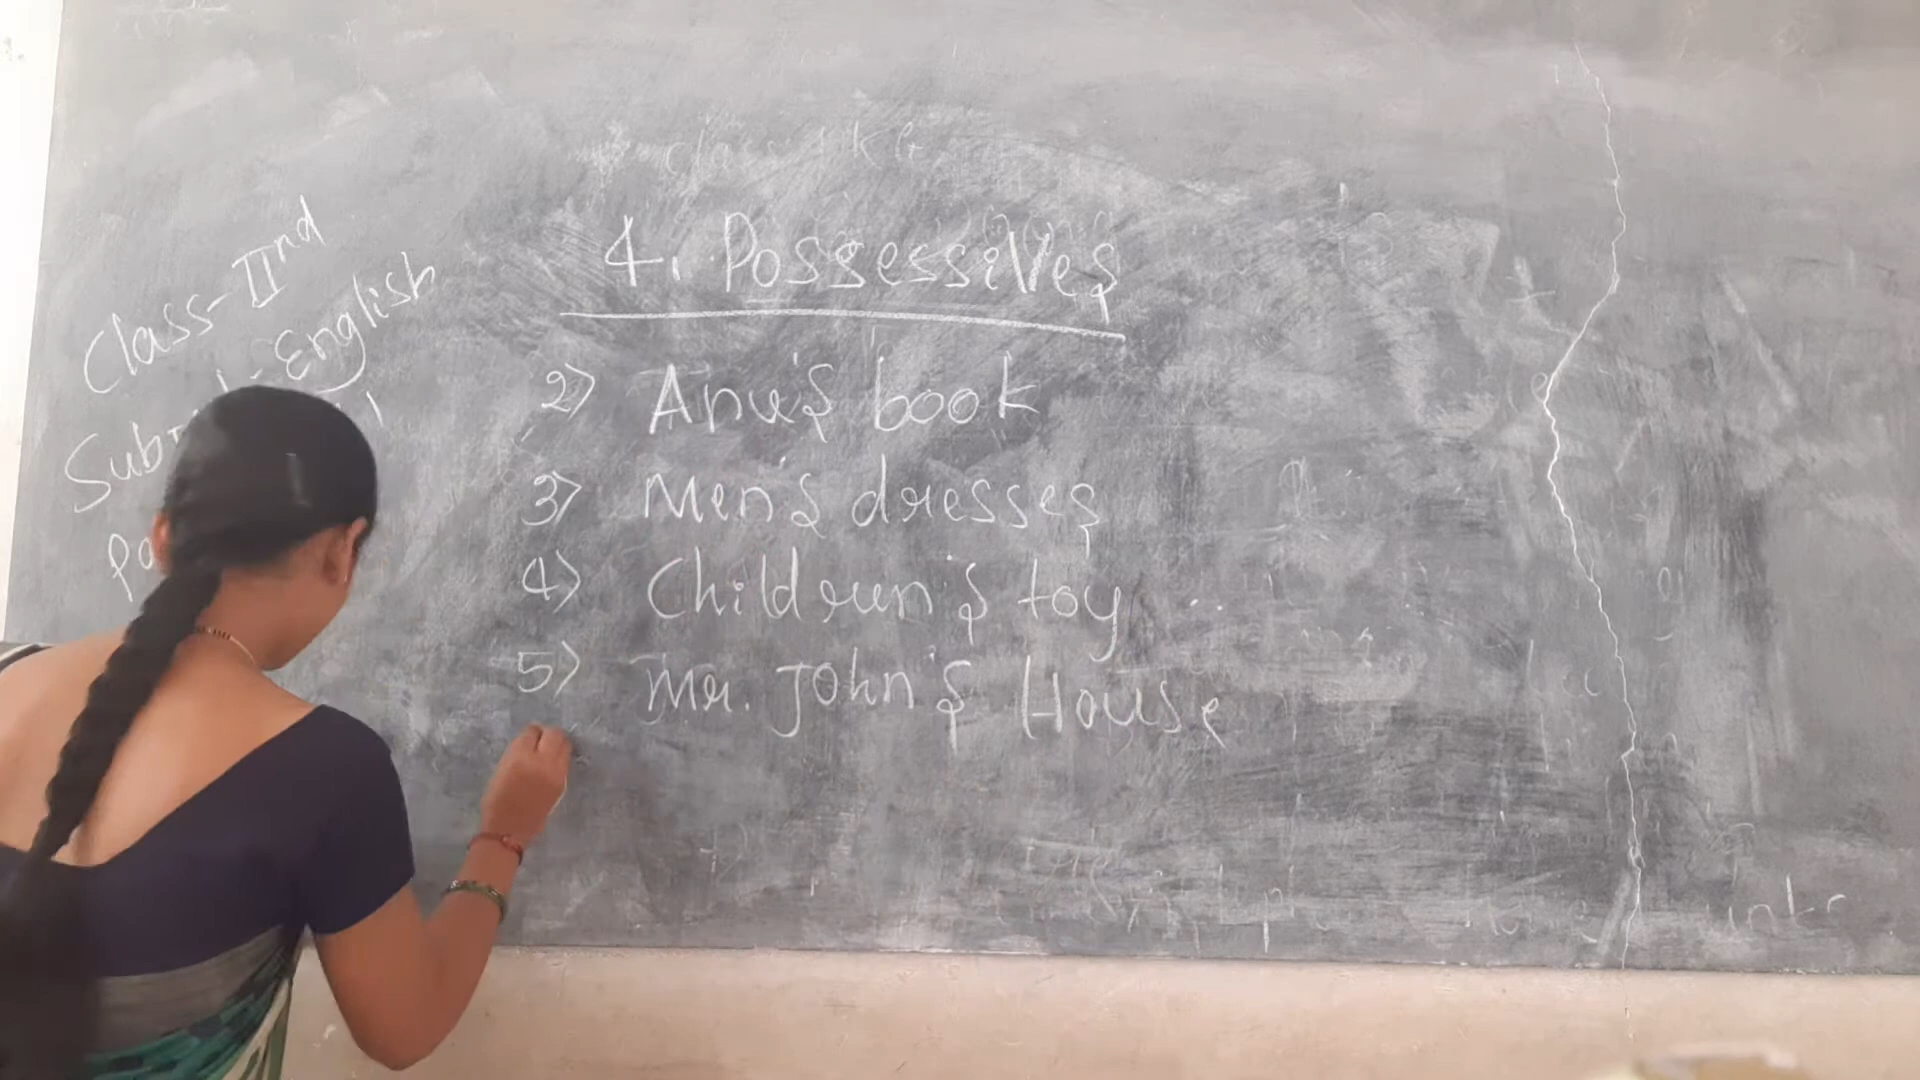 Class-IInd
English
4. Possessives
2) Anu's book
3) Men's dresses
4) Children's toy
5) Mr. John's House